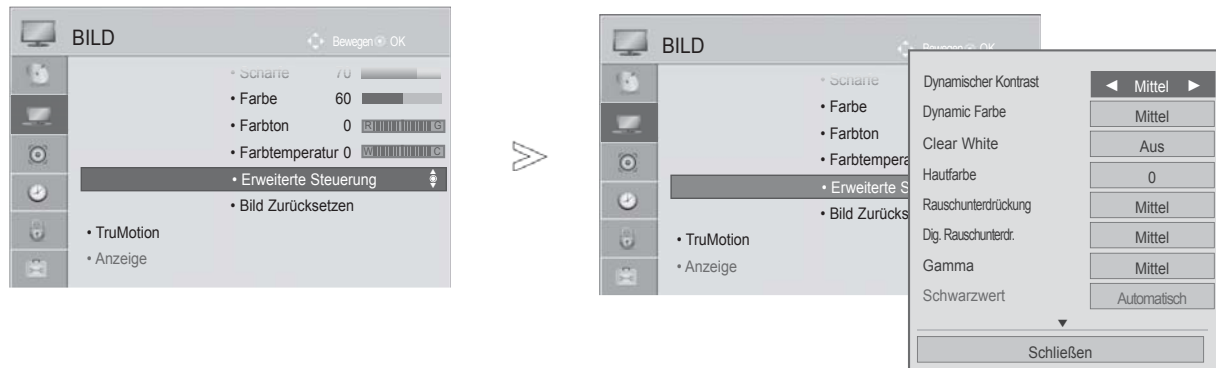 BILD
Bewegen OK
• Schärfe 70
• Farbe 60
• Farbton 0 R G
• Farbtemperatur 0 W C
• Erweiterte Steuerung
• Bild Zurücksetzen
• TruMotion
• Anzeige
BILD
Bewegen OK
• Schärfe
• Farbe
• Farbton
• Farbtempera
• Erweiterte S
• Bild Zurücks
• TruMotion
• Anzeige
Dynamischer Kontrast ◄ Mittel ►
Dynamic Farbe Mittel
Clear White Aus
Hautfarbe 0
Rauschunterdrückung Mittel
Dig. Rauschunterdr. Mittel
Gamma Mittel
Schwarzwert Automatisch
▼
Schließen